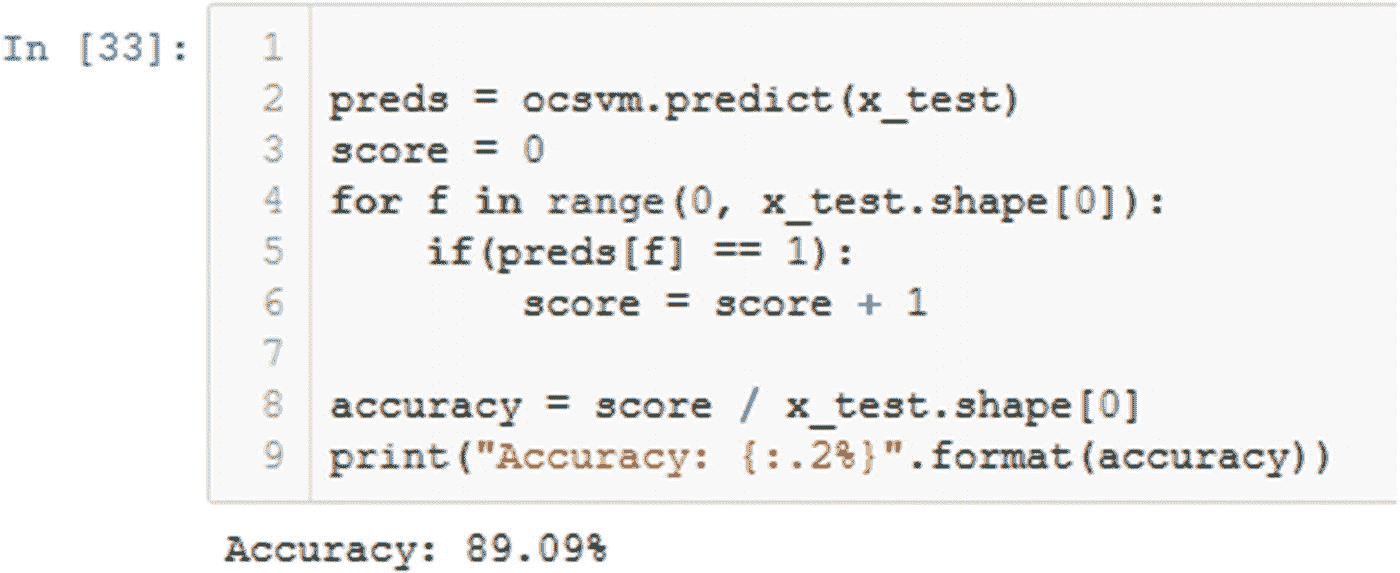 In [33]:
1
2 preds = ocsvm.predict(x_test)
3 score = 0
4 for f in range(0, x_test.shape[0]):
5     if(preds[f] == 1):
6         score = score + 1
7
8 accuracy = score / x_test.shape[0]
9 print("Accuracy: {:.2%}".format(accuracy))
Accuracy: 89.09%